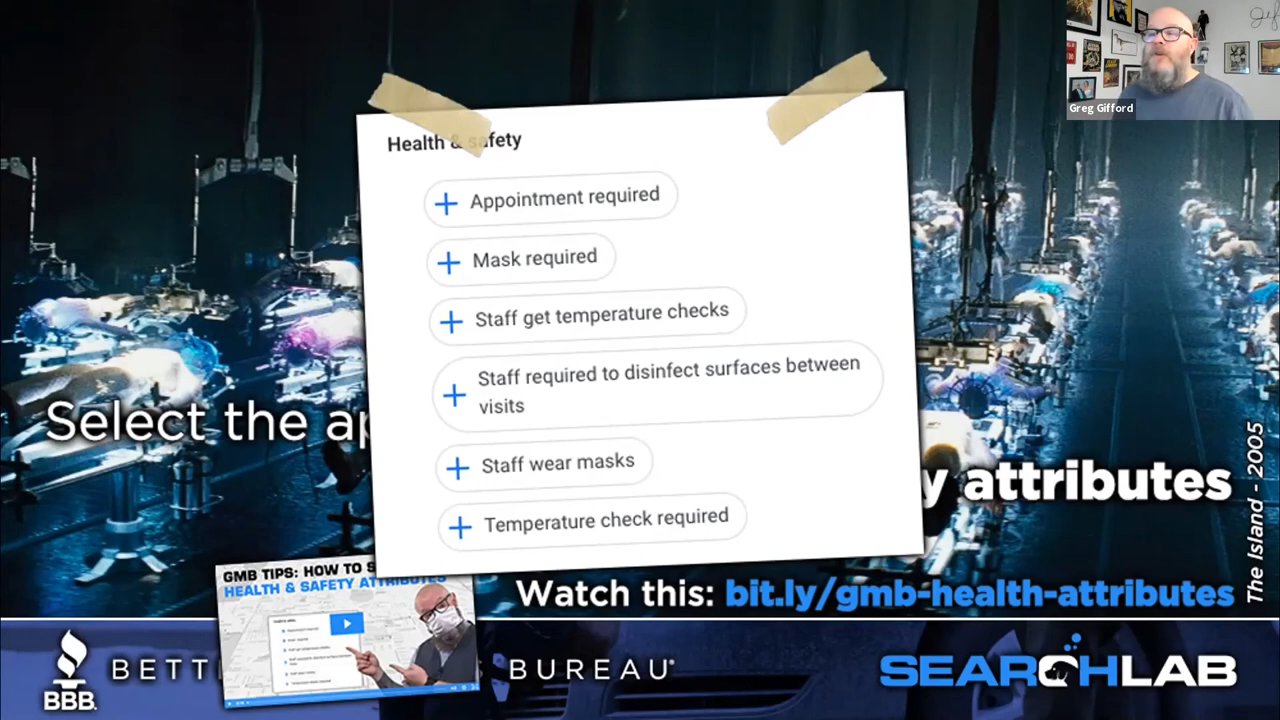 Greg Gifford
Health & safety
Appointment required
Mask required
Staff get temperature checks
Staff required to disinfect surfaces between
visits
Staff wear masks
Temperature check required
Select the ap
y attributes
The Island - 2005
Watch this: bit.ly/gmb-health-attributes
GMB TIPS: HOW TO S
HEALTH & SAFETY ATTRIBUTES
BBB.
BETT
BUREAU®
SEARCHLAB